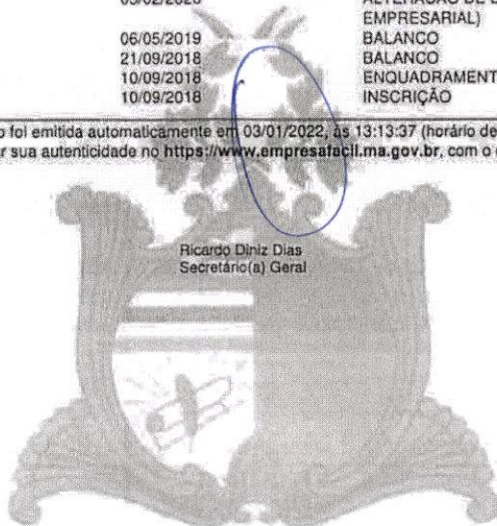 EMPRESARIAL)
06/05/2019 BALANCO
21/09/2018 BALANCO
10/09/2018 ENQUADRAMENT
10/09/2018 INSCRIÇÃO
o foi emitida automaticamente em 03/01/2022, às 13:13:37 (horário de
ar sua autenticidade no https://www.empresafacil.ma.gov.br, com o
Ricardo Diniz Dias
Secretário(a) Geral